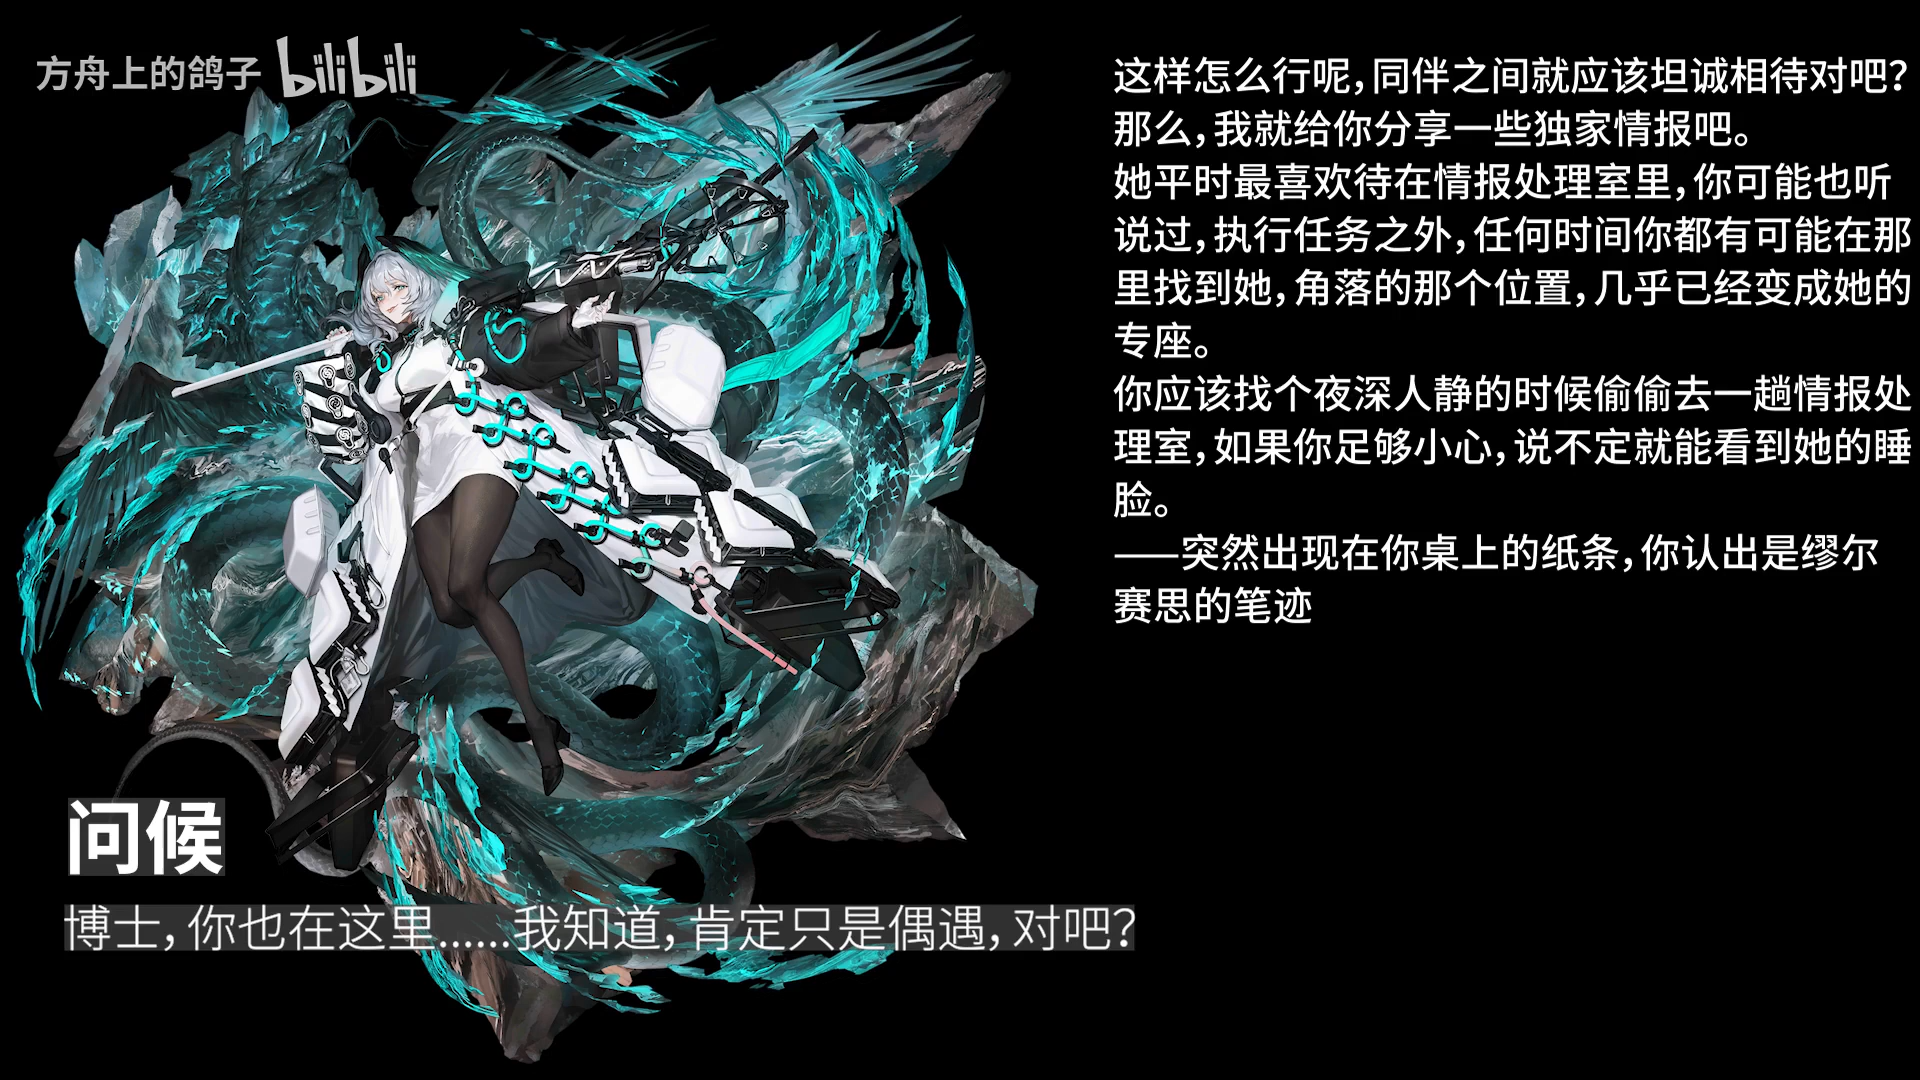 方舟上的鸽子 bilibili
这样怎么行呢,同伴之间就应该坦诚相待对吧?
那么,我就给你分享一些独家情报吧。
她平时最喜欢待在情报处理室里,你可能也听
说过,执行任务之外,任何时间你都有可能在那
里找到她,角落的那个位置,几乎已经变成她的
专座。
你应该找个夜深人静的时候偷偷去一趟情报处
理室,如果你足够小心,说不定就能看到她的睡
脸。
——突然出现在你桌上的纸条,你认出是缪尔
赛思的笔迹
问候
博士,你也在这里......我知道,肯定只是偶遇,对吧?